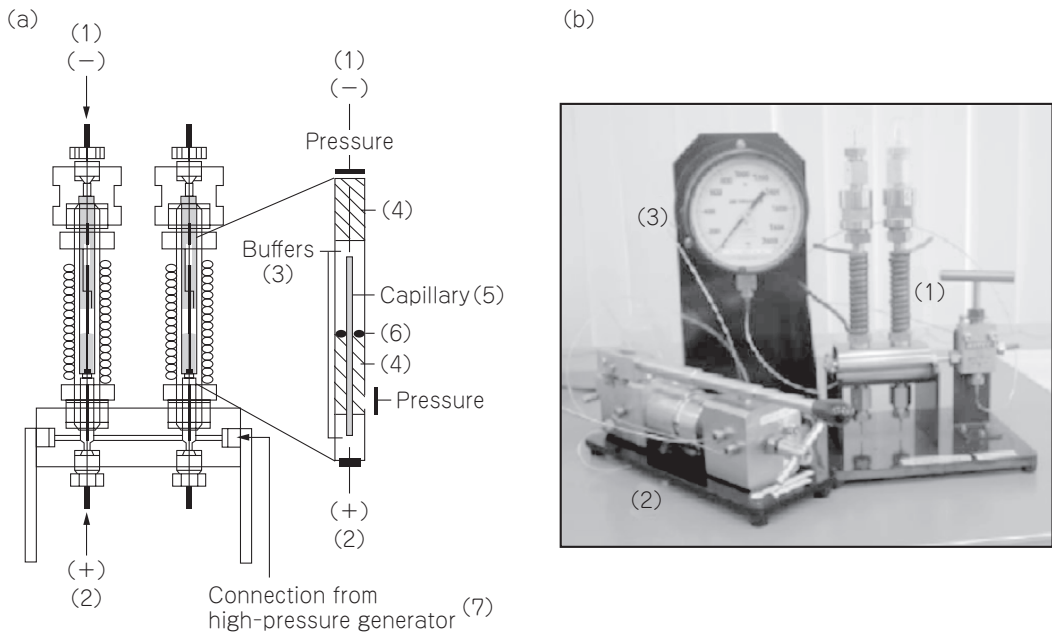 (a)
(1)
(−)
(1)
(−)
Pressure
(4)
Buffers
(3)
Capillary (5)
(6)
(4)
Pressure
(+)
(2)
(+)
(2)
Connection from
high-pressure generator (7)
(b)
(3)
(1)
(2)